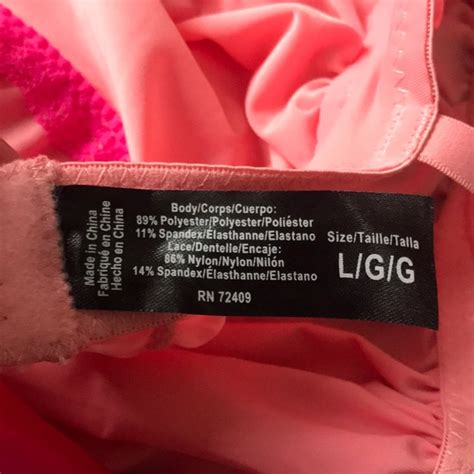 Made in China
Fabriqué en Chine
Hecho en China
Body/Corps/Cuerpo:
89% Polyester/Polyester/Poliéster
11% Spandex/Élasthanne/Elastano
Lace/Dentelle/Encaje:
86% Nylon/Nylon/Nilón
14% Spandex/Élasthanne/Elastano
RN 72409
Size/Taille/Talla
L/G/G